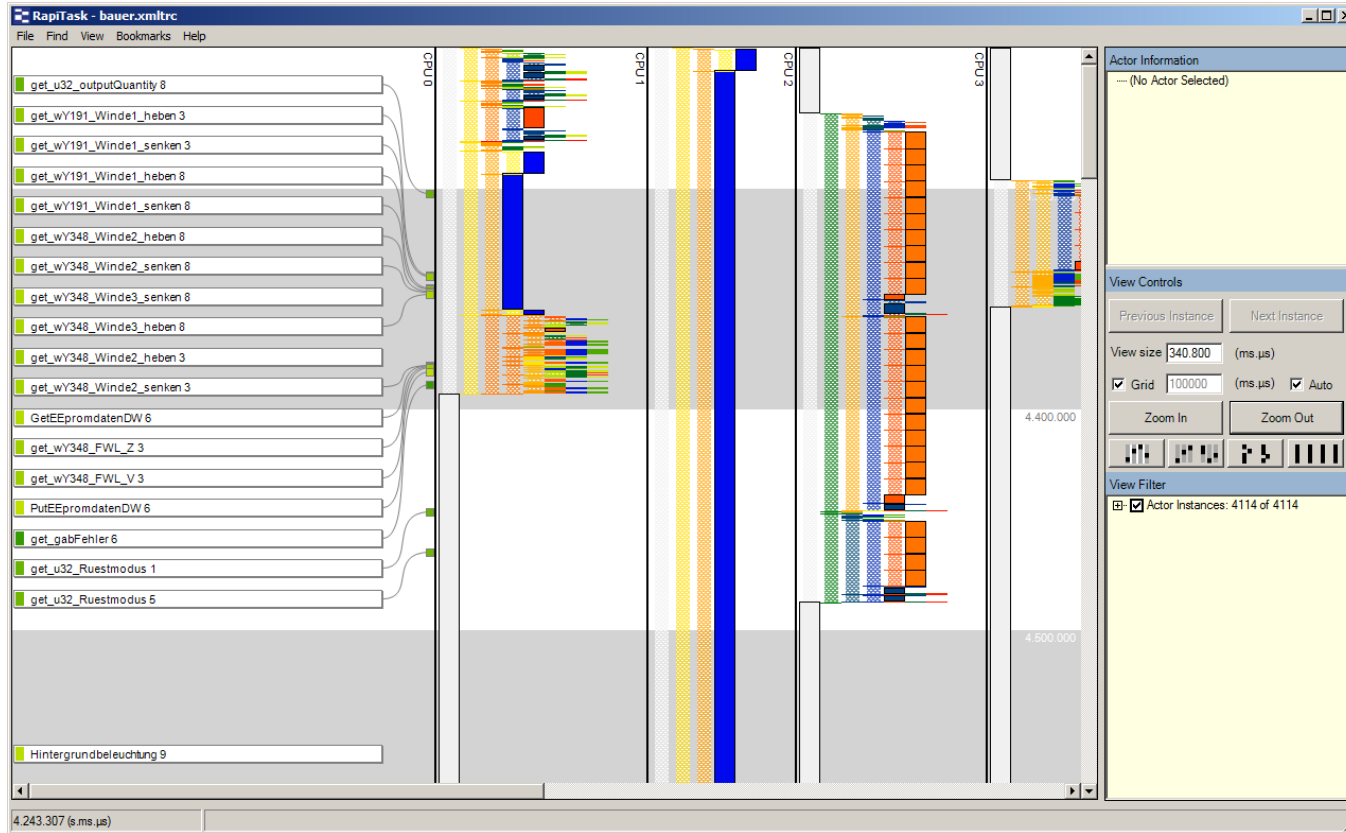 RapiTask - bauer.xmltrc
File Find View Bookmarks Help
CPU 0
CPU 1
CPU 2
CPU 3
get_u32_outputQuantity 8
get_wY191_Winde1_heben 3
get_wY191_Winde1_senken 3
get_wY191_Winde1_heben 8
get_wY191_Winde1_senken 8
get_wY348_Winde2_heben 8
get_wY348_Winde2_senken 8
get_wY348_Winde3_senken 8
get_wY348_Winde3_heben 8
get_wY348_Winde2_heben 3
get_wY348_Winde2_senken 3
GetEEpromdatenDW 6
get_wY348_FWL_Z 3
get_wY348_FWL_V 3
PutEEpromdatenDW 6
get_gabFehler 6
get_u32_Ruestmodus 1
get_u32_Ruestmodus 5
Hintergrundbeleuchtung 9
4.400.000
4.500.000
Actor Information
(No Actor Selected)
View Controls
Previous Instance Next Instance
View size 340.800 (ms.µs)
Grid 100000 (ms.µs) Auto
Zoom In Zoom Out
View Filter
Actor Instances: 4114 of 4114
4.243.307 (s.ms.µs)